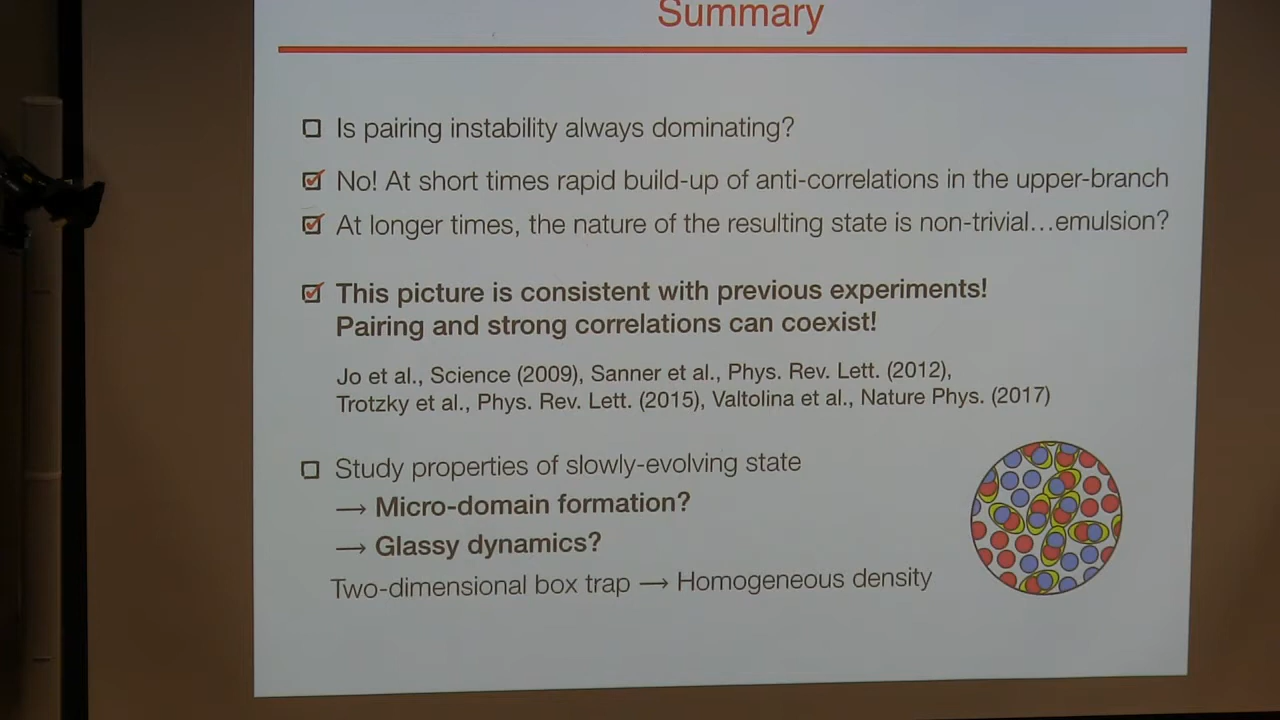 Summary
Is pairing instability always dominating?
No! At short times rapid build-up of anti-correlations in the upper-branch
At longer times, the nature of the resulting state is non-trivial...emulsion?
This picture is consistent with previous experiments!
Pairing and strong correlations can coexist!
Jo et al., Science (2009), Sanner et al., Phys. Rev. Lett. (2012),
Trotzky et al., Phys. Rev. Lett. (2015), Valtolina et al., Nature Phys. (2017)
Study properties of slowly-evolving state
→ Micro-domain formation?
→ Glassy dynamics?
Two-dimensional box trap → Homogeneous density